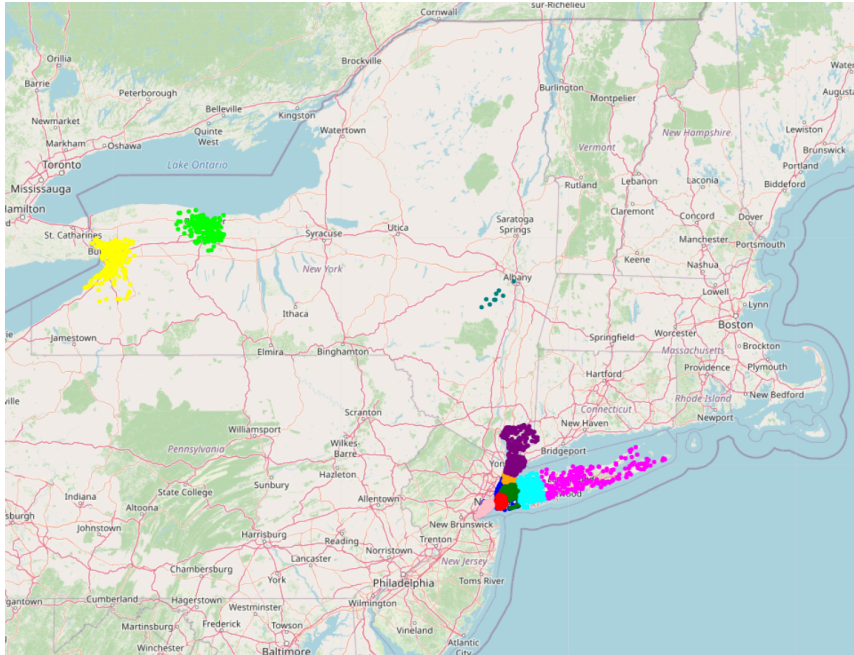 Cornwall
sur-Richelieu
Orillia
Barrie
Brockville
Peterborough
Belleville
Burlington
Montpelier
Augusta
Newmarket
Quinte
West
Kingston
Markham
Oshawa
Watertown
New Hampshire
Lewiston
Toronto
Lake Ontario
Vermont
Brunswick
Portland
Mississauga
Rutland
Lebanon
Laconia
Biddeford
Hamilton
Claremont
St. Catharines
Saratoga
Springs
Concord
Dover
Utica
Syracuse
Manchester
Portsmouth
Keene
Nashua
New York
Albany
Lowell
Lynn
Ithaca
Boston
Jamestown
Springfield
Worcester
Brockton
Elmira
Binghamton
Massachusetts
Hartford
Providence
Plymouth
Scranton
Connecticut
Rhode Island
New Bedford
Williamsport
New Haven
Newport
Wilkes-
Barre
Pennsylvania
Bridgeport
Hazleton
State College
Sunbury
Indiana
Allentown
Altoona
New Brunswick
Johnstown
Harrisburg
Reading
Trenton
Norristown
Lancaster
New Jersey
Chambersburg
York
Philadelphia
Toms River
Cumberland
Hagerstown
Wilmington
Westminster
Martinsburg
Frederick
Towson
Vineland
Atlantic
City
Winchester
Baltimore